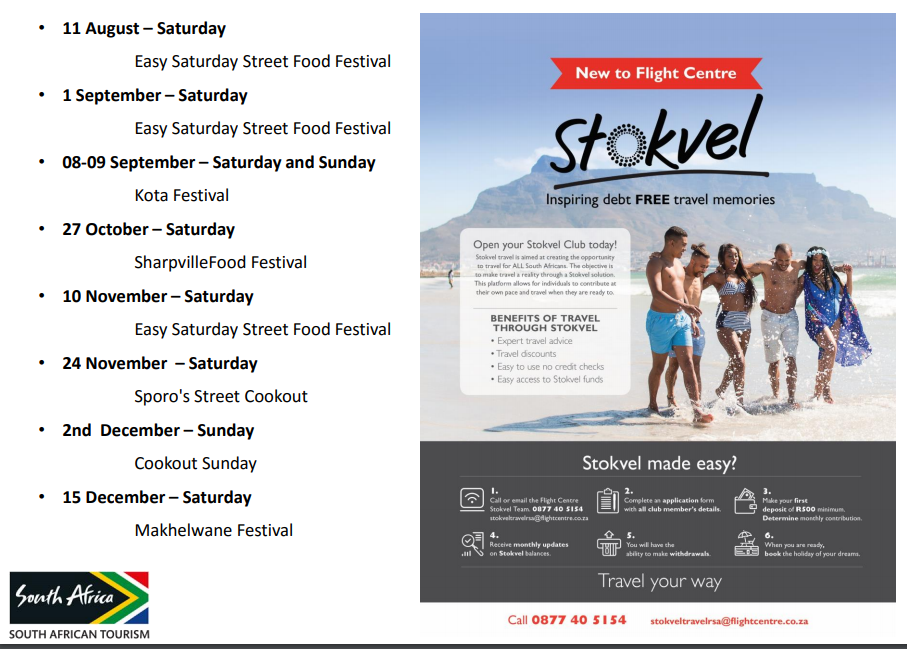 • 11 August – Saturday
Easy Saturday Street Food Festival
• 1 September – Saturday
Easy Saturday Street Food Festival
• 08-09 September – Saturday and Sunday
Kota Festival
• 27 October – Saturday
SharpvilleFood Festival
• 10 November – Saturday
Easy Saturday Street Food Festival
• 24 November – Saturday
Sporo's Street Cookout
• 2nd December – Sunday
Cookout Sunday
• 15 December – Saturday
Makhelwane Festival
South Africa
SOUTH AFRICAN TOURISM
New to Flight Centre
Stokvel
Inspiring debt FREE travel memories
Open your Stokvel Club today!
Stokvel travel is aimed at creating the opportunity
to travel for ALL South Africans. The objective is
to make travel a reality through a Stokvel solution.
This platform allows for individuals to contribute at
their own pace and travel when they are ready to.
BENEFITS OF TRAVEL
THROUGH STOKVEL
• Expert travel advice
• Travel discounts
• Easy to use no credit checks
• Easy access to Stokvel funds
Stokvel made easy?
1.
Call or email the Flight Centre
Stokvel Team. 0877 40 5154
stokveltravelrsa@flightcentre.co.za
2.
Complete an application form
with all club member's details.
3.
Make your first
deposit of R500 minimum.
Determine monthly contribution.
4.
Receive monthly updates
on Stokvel balances.
5.
You will have the
ability to make withdrawals.
6.
When you are ready,
book the holiday of your dreams.
Travel your way
Call 0877 40 5154 stokveltravelrsa@flightcentre.co.za